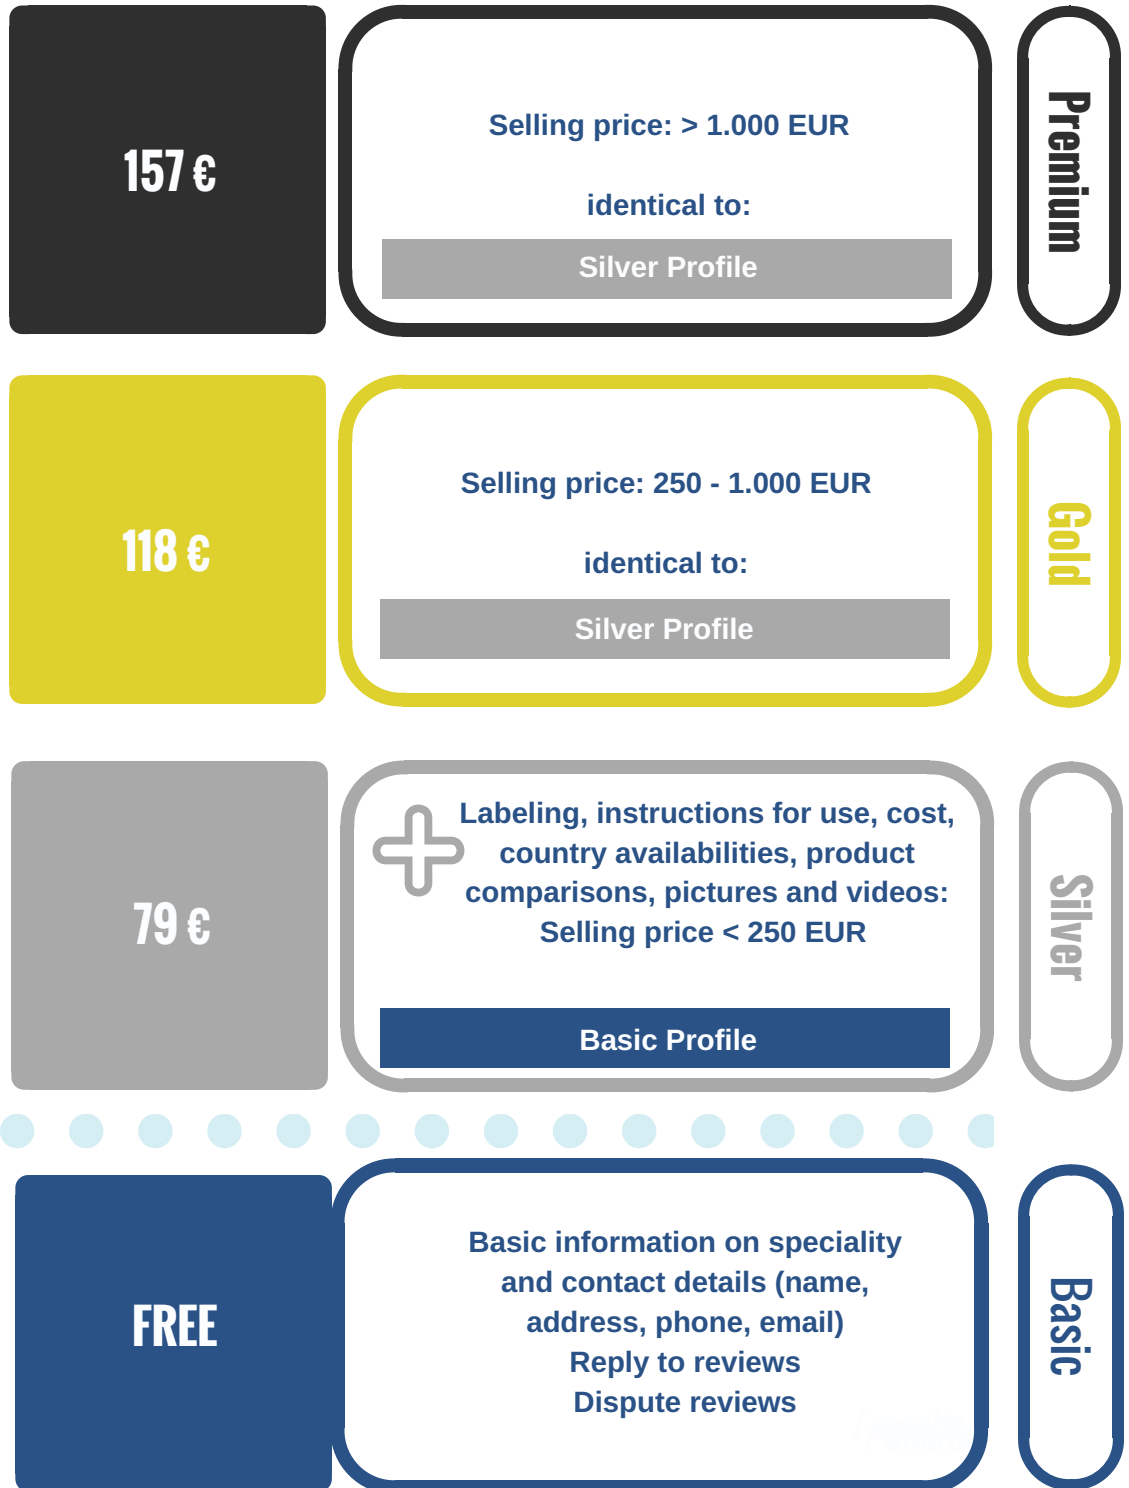 157 €
Selling price: > 1.000 EUR
identical to:
Silver Profile
Premium
118 €
Selling price: 250 - 1.000 EUR
identical to:
Silver Profile
Gold
79 €
Labeling, instructions for use, cost,
country availabilities, product
comparisons, pictures and videos:
Selling price < 250 EUR
Basic Profile
Silver
FREE
Basic information on speciality
and contact details (name,
address, phone, email)
Reply to reviews
Dispute reviews
Basic